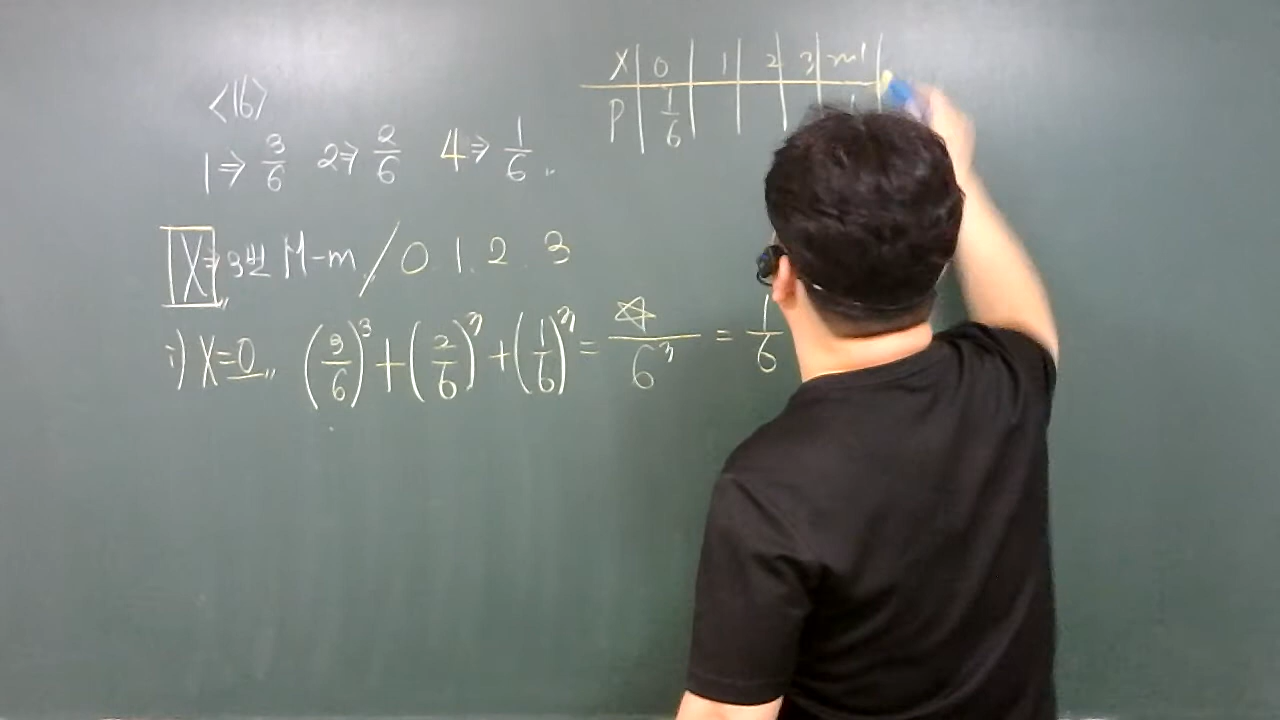 <16>
1⇒ 3/6 2⇒ 2/6 4⇒ 1/6 〃
X⇒ 3번 M-m / 0 1. 2. 3
i) X=0〃 (3/6)³ + (2/6)³ + (1/6)³ = ☆/6³ = 1/6
X | 0 | 1 | 2 | 3 |
P | 1/6 | | |